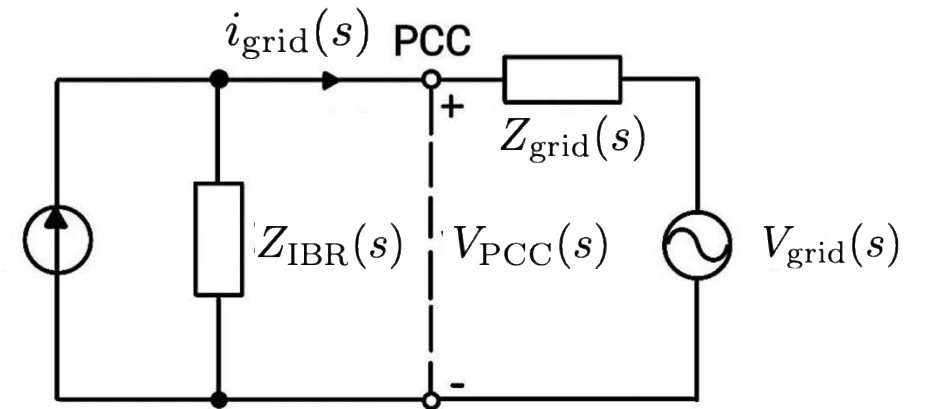 i_grid(s) PCC
+
Z_grid(s)
Z_IBR(s) V_PCC(s) V_grid(s)
-